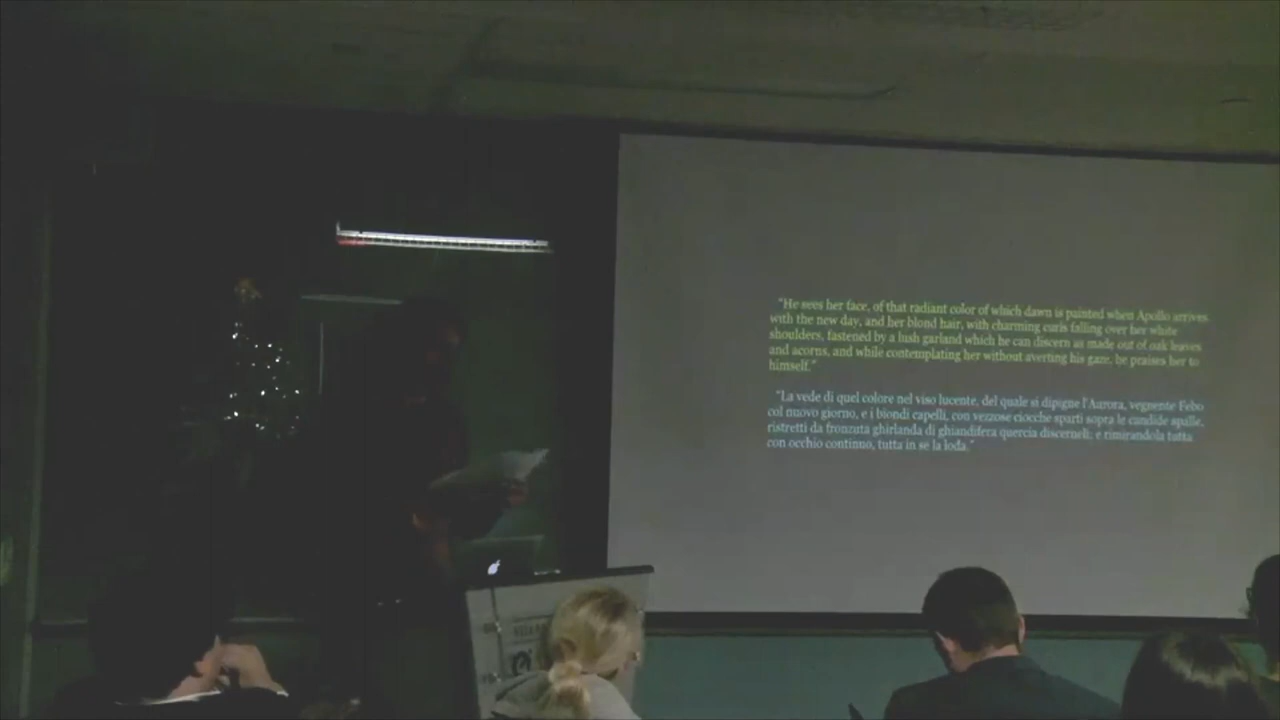 "He sees her face, of that radiant color of which dawn is painted when Apollo arrives
with the new day, and her blond hair, with charming curls falling over her white
shoulders, fastened by a lush garland which he can discern as made out of oak leaves
and acorns, and while contemplating her without averting his gaze, he praises her to
himself."
"La vede di quel colore nel viso lucente, del quale si dipigne l'Aurora, vegnente Febo
col nuovo giorno, e i biondi capelli, con vezzose ciocche sparti sopra le candide spalle,
ristretti da fronzuta ghirlanda di ghiandifera quercia discerneli; e rimirandola tutta
con occhio continuo, tutta in se la loda."